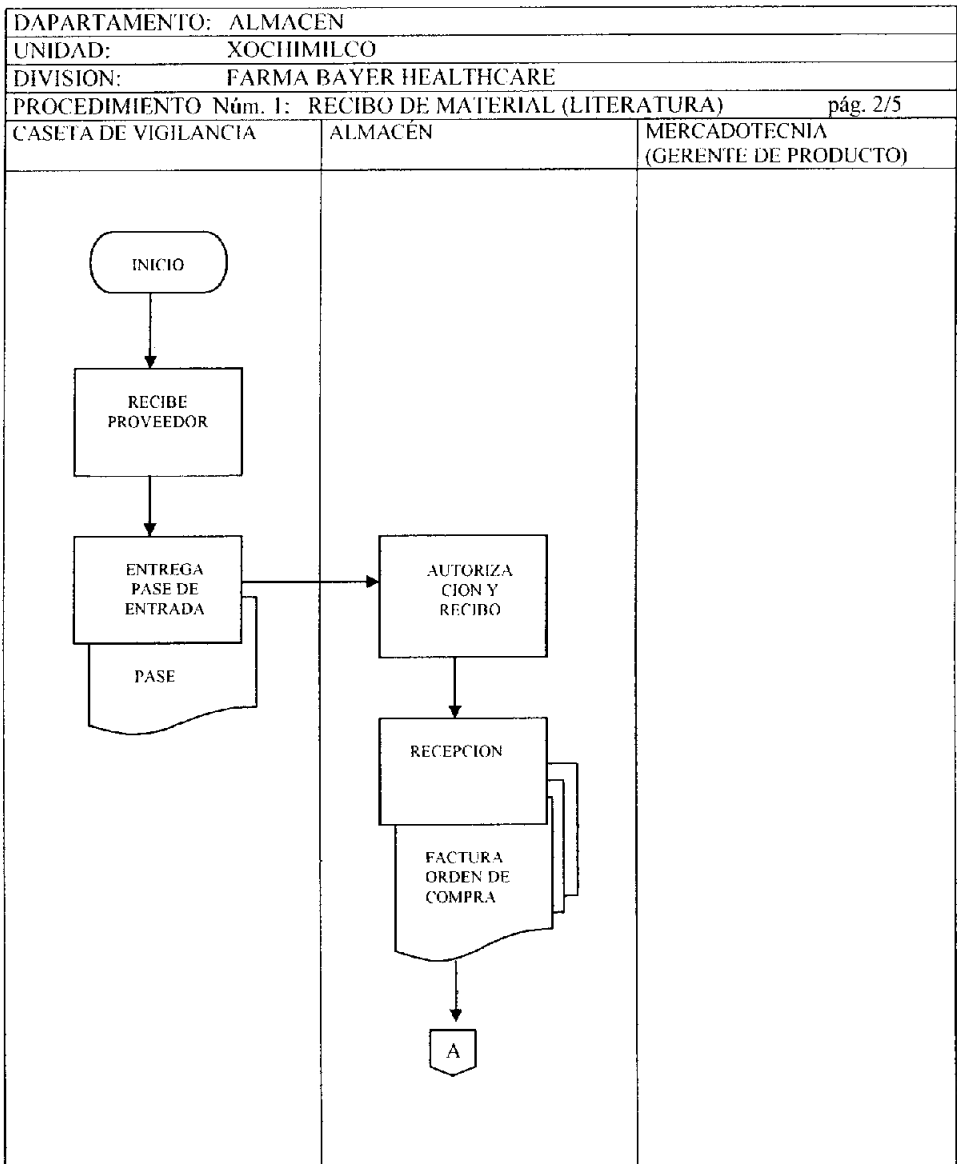 DAPARTAMENTO: ALMACÉN
UNIDAD: XOCHIMILCO
DIVISION: FARMA BAYER HEALTHCARE
PROCEDIMIENTO Núm. 1: RECIBO DE MATERIAL (LITERATURA) pág. 2/5
CASETA DE VIGILANCIA
ALMACÉN
MERCADOTECNIA
(GERENTE DE PRODUCTO)
INICIO
RECIBE
PROVEEDOR
ENTREGA
PASE DE
ENTRADA
PASE
AUTORIZA
CION Y
RECIBO
RECEPCION
FACTURA
ORDEN DE
COMPRA
A